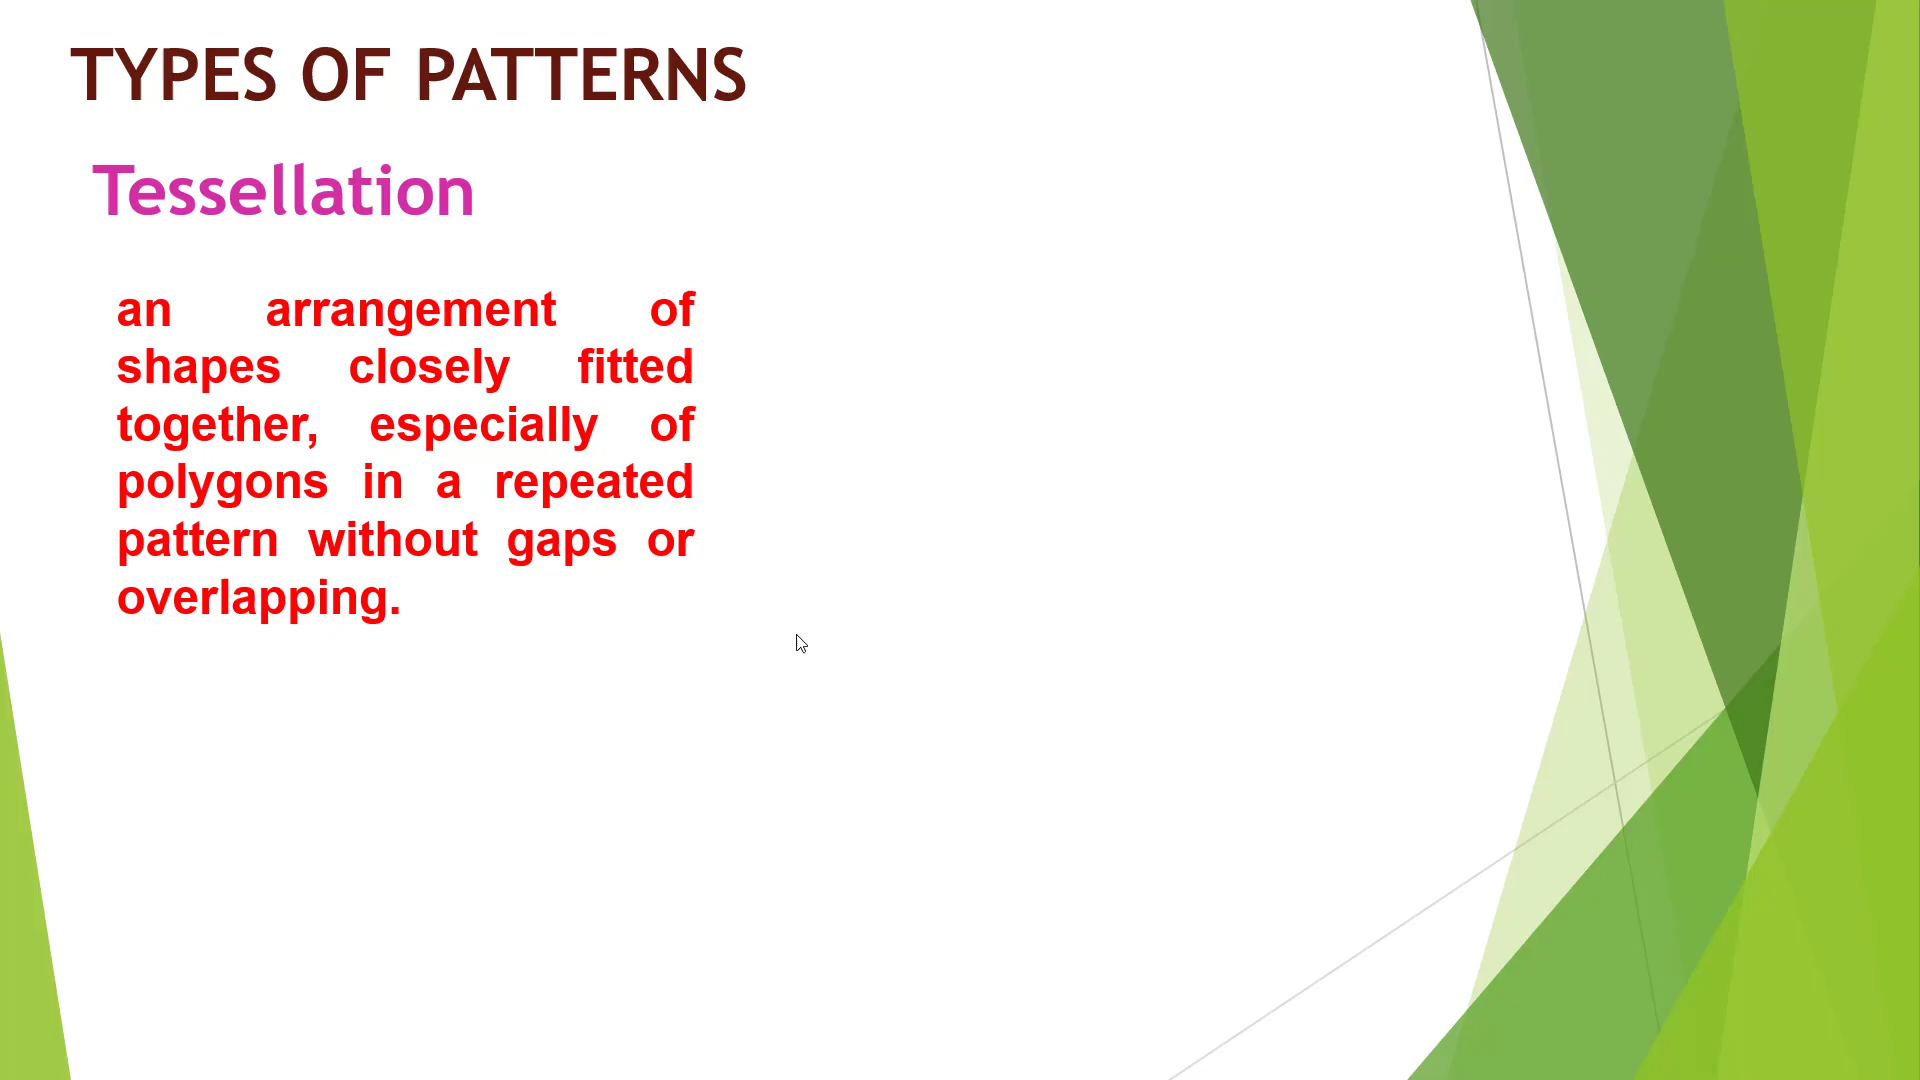 TYPES OF PATTERNS
Tessellation
an arrangement of
shapes closely fitted
together, especially of
polygons in a repeated
pattern without gaps or
overlapping.